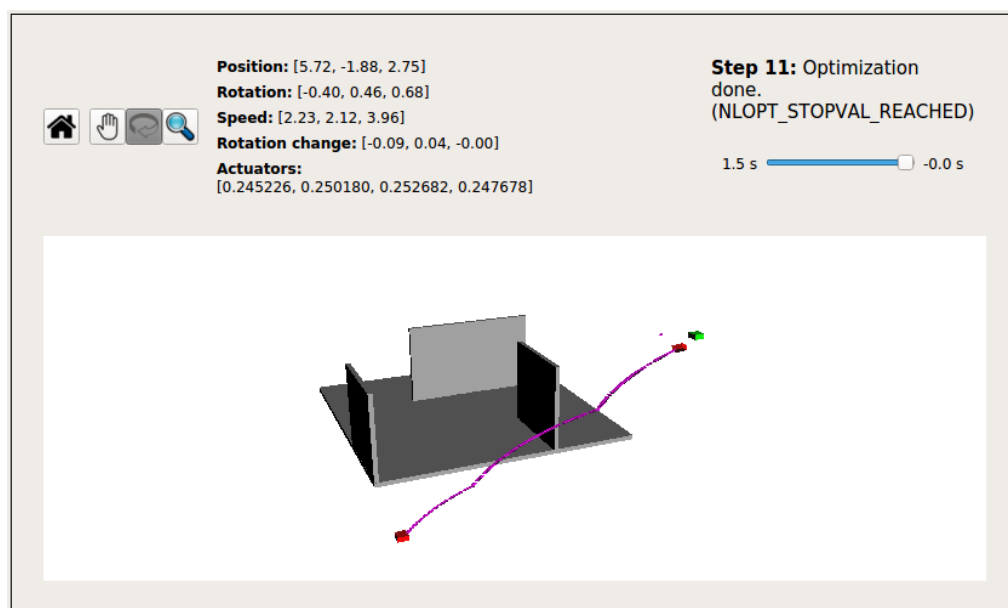 Position: [5.72, -1.88, 2.75]
Rotation: [-0.40, 0.46, 0.68]
Speed: [2.23, 2.12, 3.96]
Rotation change: [-0.09, 0.04, -0.00]
Actuators:
[0.245226, 0.250180, 0.252682, 0.247678]
Step 11: Optimization
done.
(NLOPT_STOPVAL_REACHED)
1.5 s -0.0 s